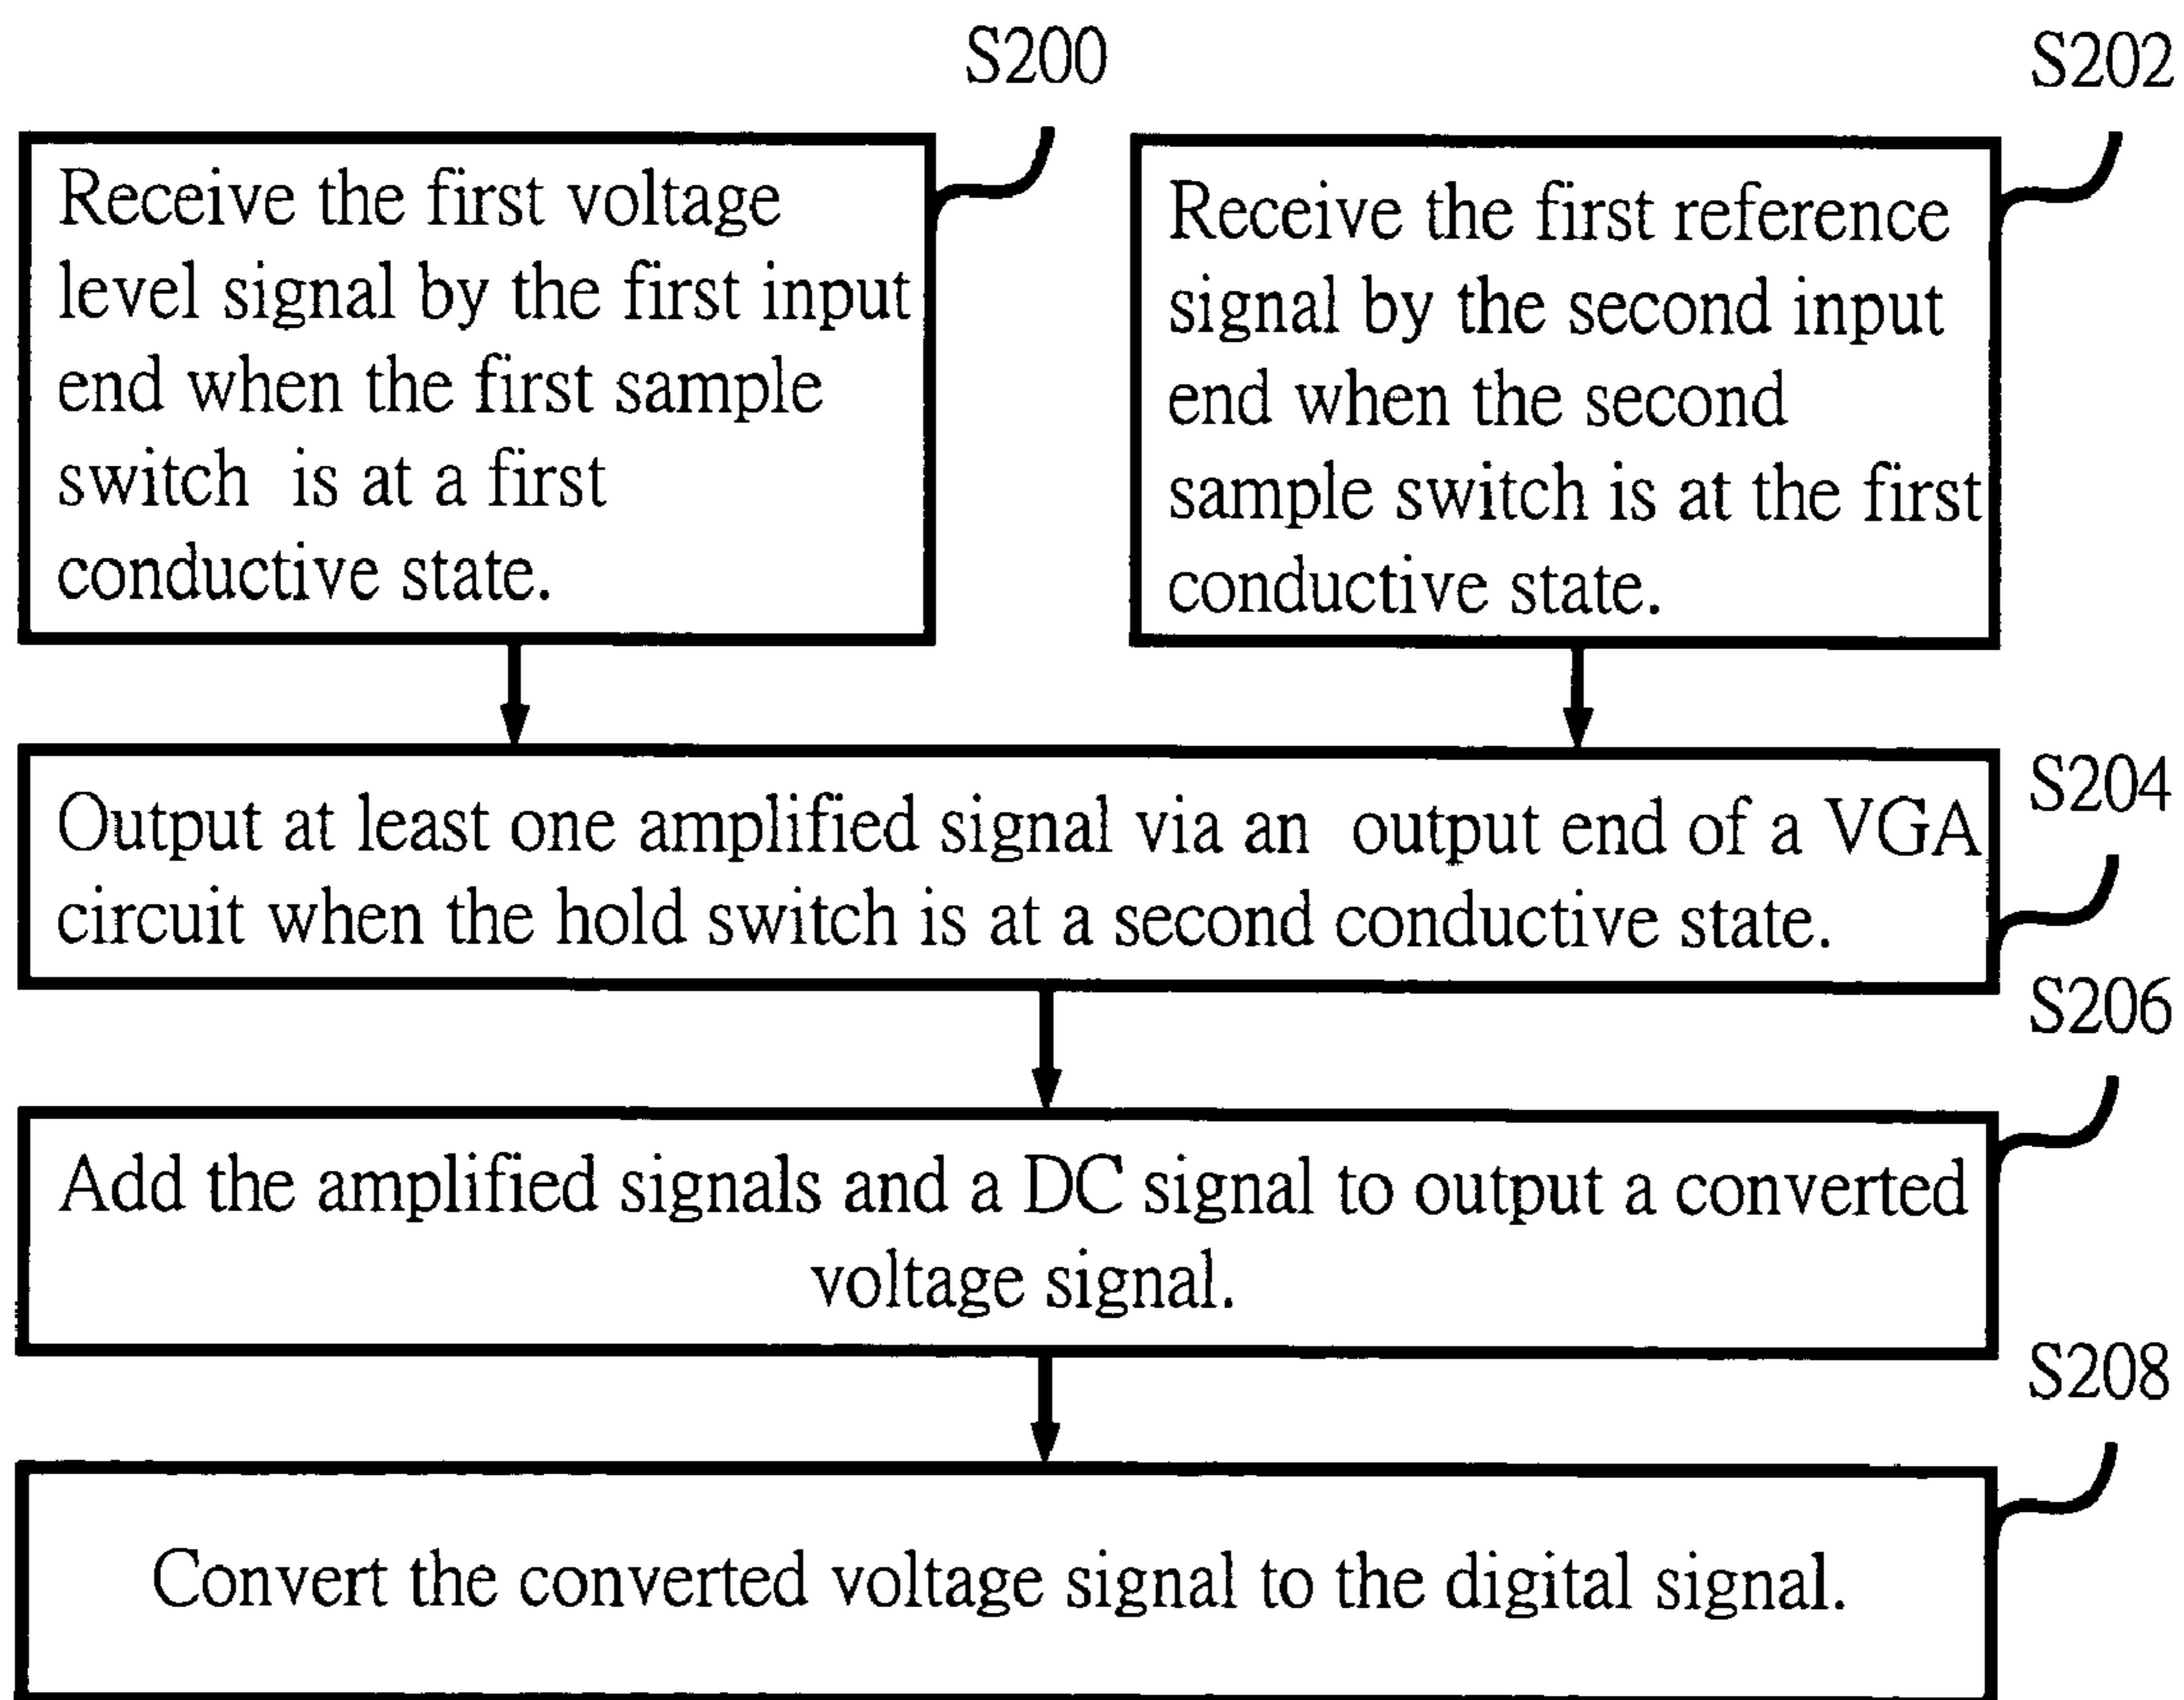 S200
Receive the first voltage
level signal by the first input
end when the first sample
switch is at a first
conductive state.
S202
Receive the first reference
signal by the second input
end when the second
sample switch is at the first
conductive state.
S204
Output at least one amplified signal via an output end of a VGA
circuit when the hold switch is at a second conductive state.
S206
Add the amplified signals and a DC signal to output a converted
voltage signal.
S208
Convert the converted voltage signal to the digital signal.